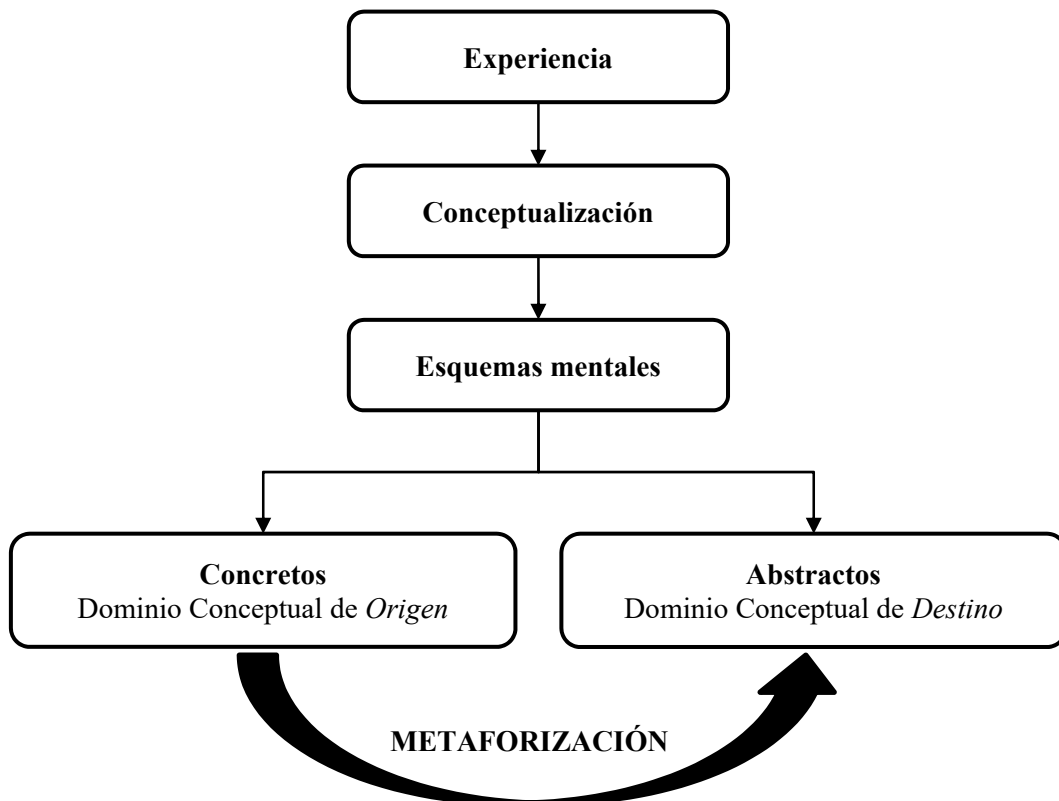 Experiencia
Conceptualización
Esquemas mentales
Concretos
Dominio Conceptual de Origen
Abstractos
Dominio Conceptual de Destino
METAFORIZACIÓN